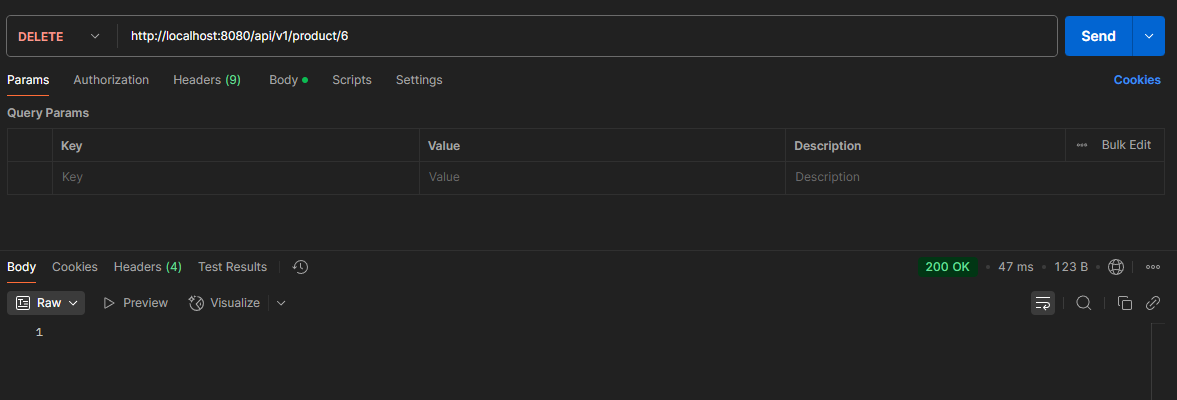 DELETE http://localhost:8080/api/v1/product/6 Send
Params Authorization Headers (9) Body Scripts Settings Cookies
Query Params
Key Value Description Bulk Edit
Key Value Description
Body Cookies Headers (4) Test Results 200 OK 47 ms 123 B
Raw Preview Visualize
1